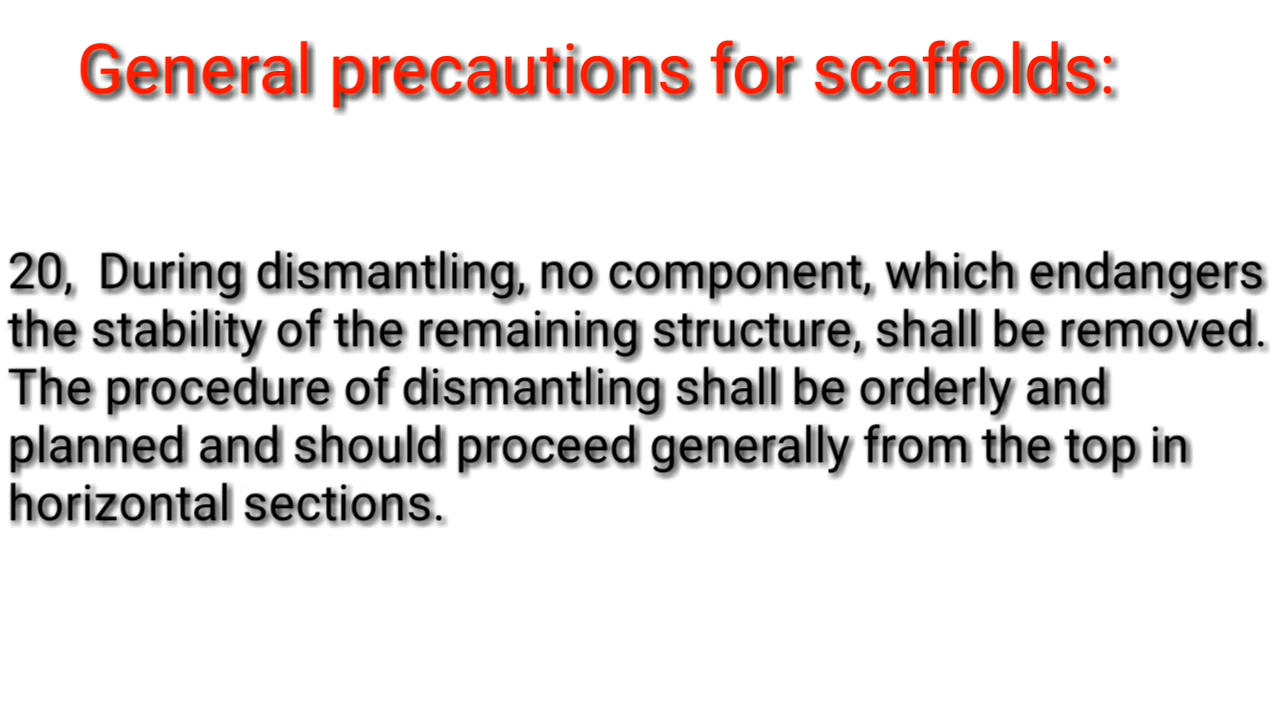 General precautions for scaffolds:
20, During dismantling, no component, which endangers
the stability of the remaining structure, shall be removed.
The procedure of dismantling shall be orderly and
planned and should proceed generally from the top in
horizontal sections.